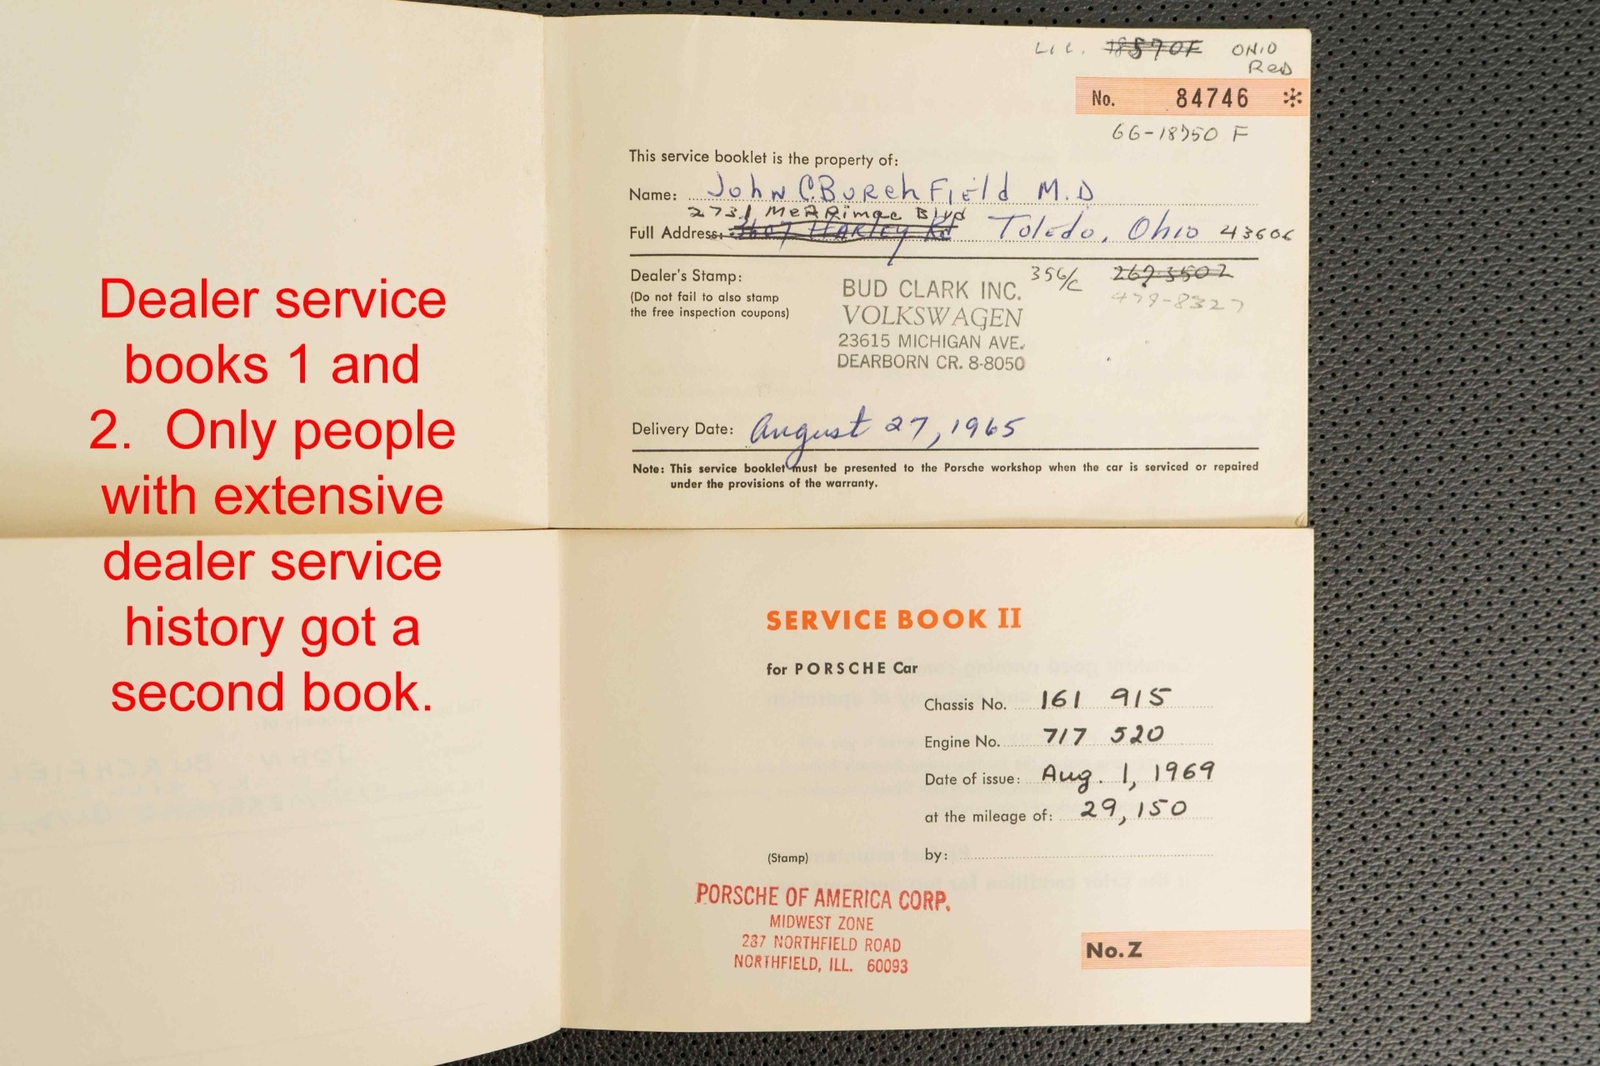 Dealer service
books 1 and
2. Only people
with extensive
dealer service
history got a
second book.
LIC. 18870F OHIO
Red
No. 84746 *
66-18750 F
This service booklet is the property of:
Name: John C. Burchfield M.D
2731 Merrimac Blvd
Full Address: Harley Rd Toledo, Ohio 43606
Dealer's Stamp: 356/C 267-3502
(Do not fail to also stamp
the free inspection coupons)
479-8327
BUD CLARK INC.
VOLKSWAGEN
23615 MICHIGAN AVE.
DEARBORN CR. 8-8050
Delivery Date: August 27, 1965
Note: This service booklet must be presented to the Porsche workshop when the car is serviced or repaired
under the provisions of the warranty.
SERVICE BOOK II
for PORSCHE Car
Chassis No. 161 915
Engine No. 717 520
Date of issue: Aug. 1, 1969
at the mileage of: 29,150
(Stamp) by:
PORSCHE OF AMERICA CORP.
MIDWEST ZONE
237 NORTHFIELD ROAD
NORTHFIELD, ILL. 60093
No. Z